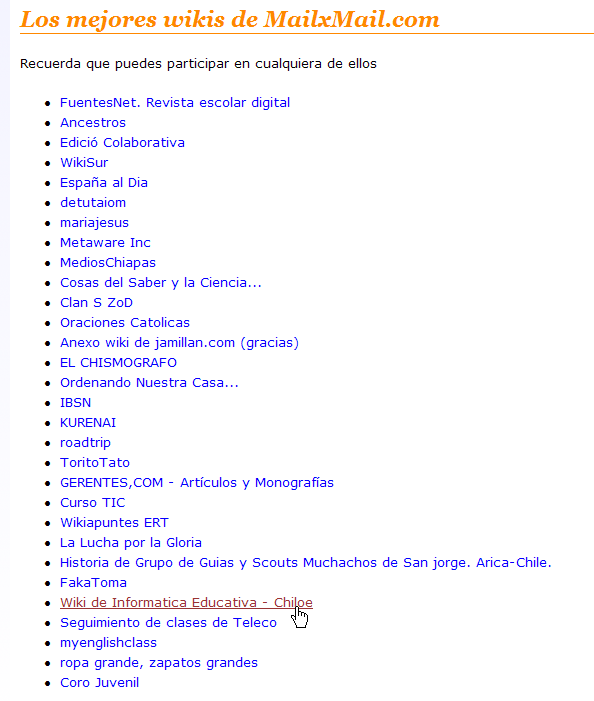 Los mejores wikis de MailxMail.com
Recuerda que puedes participar en cualquiera de ellos
FuentesNet. Revista escolar digital
Ancestros
Edició Colaborativa
WikiSur
España al Dia
detutaiom
mariajesus
Metaware Inc
MediosChiapas
Cosas del Saber y la Ciencia...
Clan S ZoD
Oraciones Catolicas
Anexo wiki de jamillan.com (gracias)
EL CHISMOGRAFO
Ordenando Nuestra Casa...
IBSN
KURENAI
roadtrip
ToritoTato
GERENTES,COM - Artículos y Monografías
Curso TIC
Wikiapuntes ERT
La Lucha por la Gloria
Historia de Grupo de Guias y Scouts Muchachos de San jorge. Arica-Chile.
FakaToma
Wiki de Informatica Educativa - Chiloe
Seguimiento de clases de Teleco
myenglishclass
ropa grande, zapatos grandes
Coro Juvenil